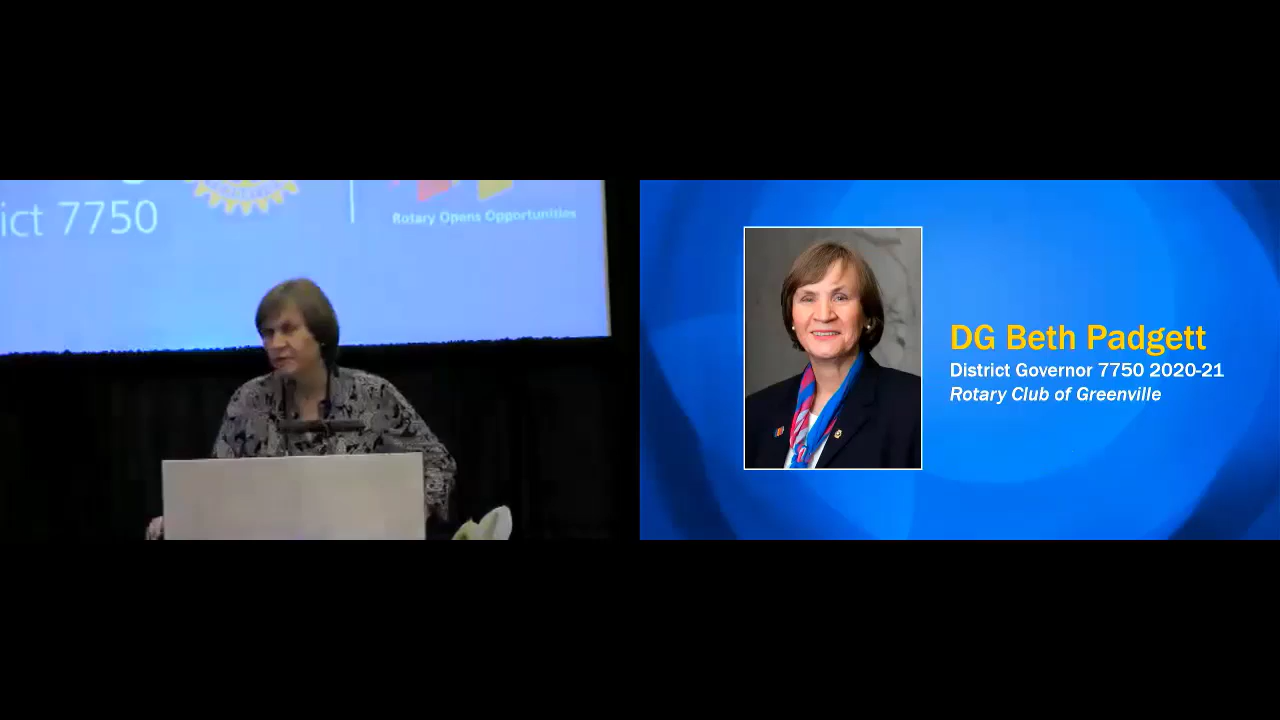 ict 7750
Rotary Opens Opportunities
DG Beth Padgett
District Governor 7750 2020-21
Rotary Club of Greenville